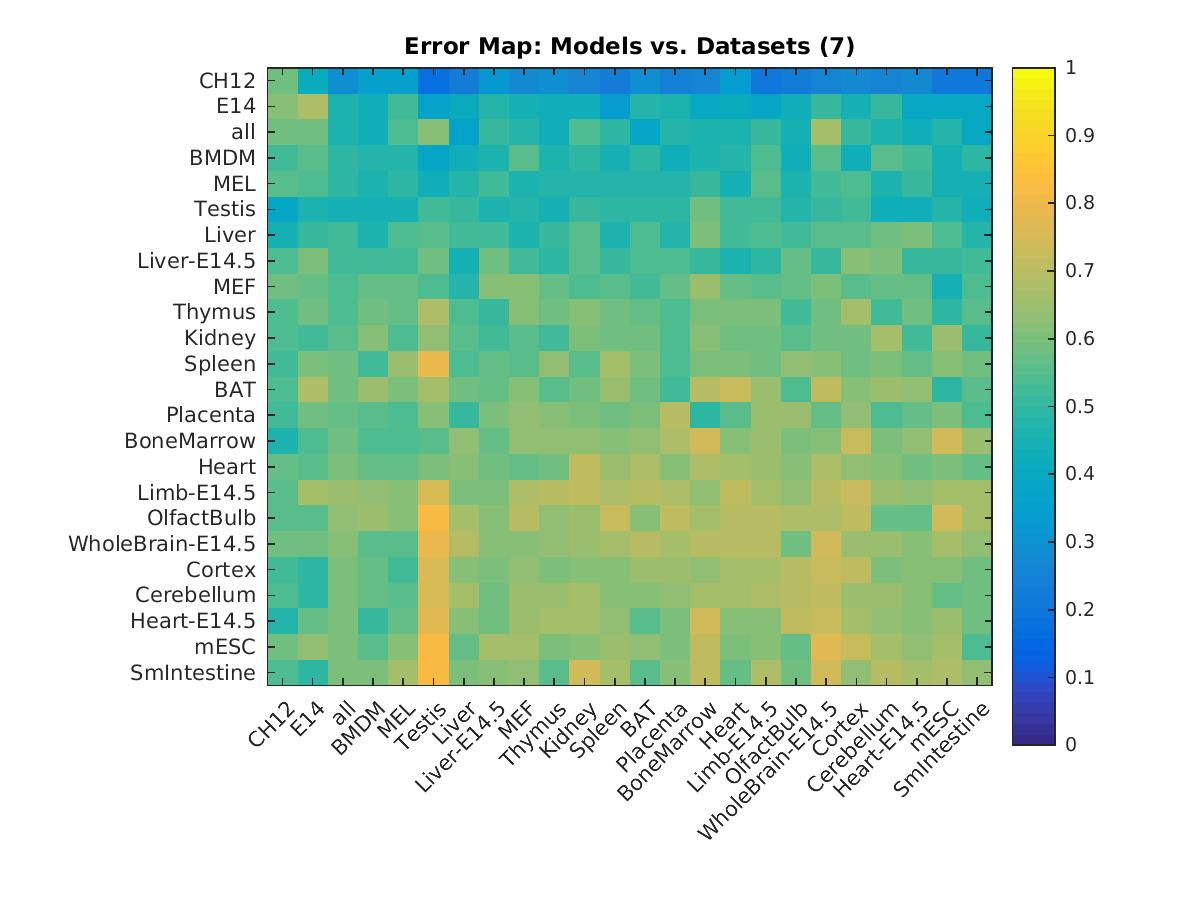 Error Map: Models vs. Datasets (7)
CH12
E14
all
BMDM
MEL
Testis
Liver
Liver-E14.5
MEF
Thymus
Kidney
Spleen
BAT
Placenta
BoneMarrow
Heart
Limb-E14.5
OlfactBulb
WholeBrain-E14.5
Cortex
Cerebellum
Heart-E14.5
mESC
SmIntestine
CH12
E14
all
BMDM
MEL
Testis
Liver
Liver-E14.5
MEF
Thymus
Kidney
Spleen
BAT
Placenta
BoneMarrow
Heart
Limb-E14.5
OlfactBulb
WholeBrain-E14.5
Cortex
Cerebellum
Heart-E14.5
mESC
SmIntestine
1
0.9
0.8
0.7
0.6
0.5
0.4
0.3
0.2
0.1
0